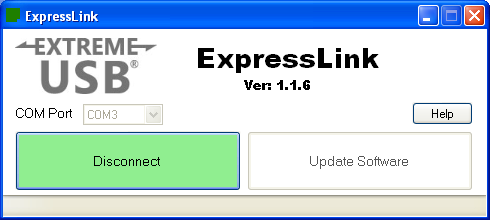 ExpressLink
EXTREME
USB®
ExpressLink
Ver: 1.1.6
COM Port COM3 Help
Disconnect Update Software